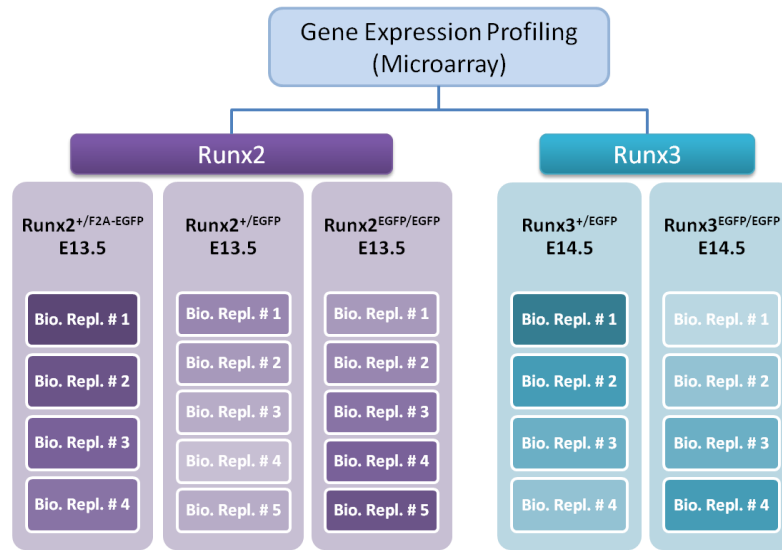 Gene Expression Profiling
(Microarray)
Runx2
Runx3
Runx2+/F2A-EGFP
E13.5
Bio. Repl. # 1
Bio. Repl. # 2
Bio. Repl. # 3
Bio. Repl. # 4
Runx2+/EGFP
E13.5
Bio. Repl. # 1
Bio. Repl. # 2
Bio. Repl. # 3
Bio. Repl. # 4
Bio. Repl. # 5
Runx2EGFP/EGFP
E13.5
Bio. Repl. # 1
Bio. Repl. # 2
Bio. Repl. # 3
Bio. Repl. # 4
Bio. Repl. # 5
Runx3+/EGFP
E14.5
Bio. Repl. # 1
Bio. Repl. # 2
Bio. Repl. # 3
Bio. Repl. # 4
Runx3EGFP/EGFP
E14.5
Bio. Repl. # 1
Bio. Repl. # 2
Bio. Repl. # 3
Bio. Repl. # 4